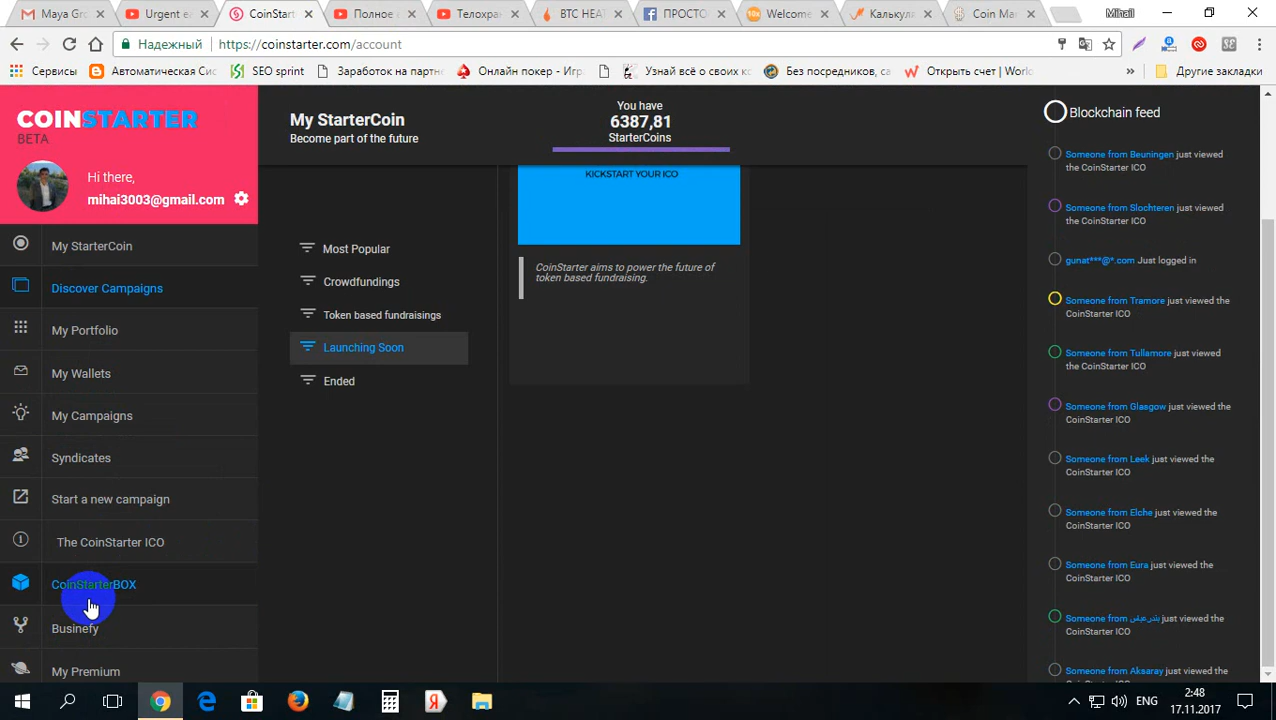 Maya Gro
Urgent e
CoinStart
Полное
Телохра
BTC HEA
ПРОСТО
Welcome
Калькул
Coin Ma
Mihail
Надежный
https://coinstarter.com/account
Сервисы
Автоматическая Сис
SEO sprint
Заработок на партн
Онлайн покер - Игр
Узнай всё о своих к
Без посредников, са
Открыть счет | Worl
»
Другие закладки
COINSTARTER
BETA
Hi there,
mihai3003@gmail.com
My StarterCoin
Discover Campaigns
My Portfolio
My Wallets
My Campaigns
Syndicates
Start a new campaign
The CoinStarter ICO
CoinStarterBOX
Businefy
My Premium
My StarterCoin
Become part of the future
You have
6387,81
StarterCoins
Most Popular
Crowdfundings
Token based fundraisings
Launching Soon
Ended
KICKSTART YOUR ICO
CoinStarter aims to power the future of
token based fundraising.
Blockchain feed
Someone from Beuningen just viewed
the CoinStarter ICO
Someone from Slochteren just viewed
the CoinStarter ICO
gunat***@*.com Just logged in
Someone from Tramore just viewed the
CoinStarter ICO
Someone from Tullamore just viewed
the CoinStarter ICO
Someone from Glasgow just viewed the
CoinStarter ICO
Someone from Leek just viewed the
CoinStarter ICO
Someone from Elche just viewed the
CoinStarter ICO
Someone from Eura just viewed the
CoinStarter ICO
Someone from just viewed the
CoinStarter ICO
Someone from Aksaray just viewed the
ENG
2:48
17.11.2017